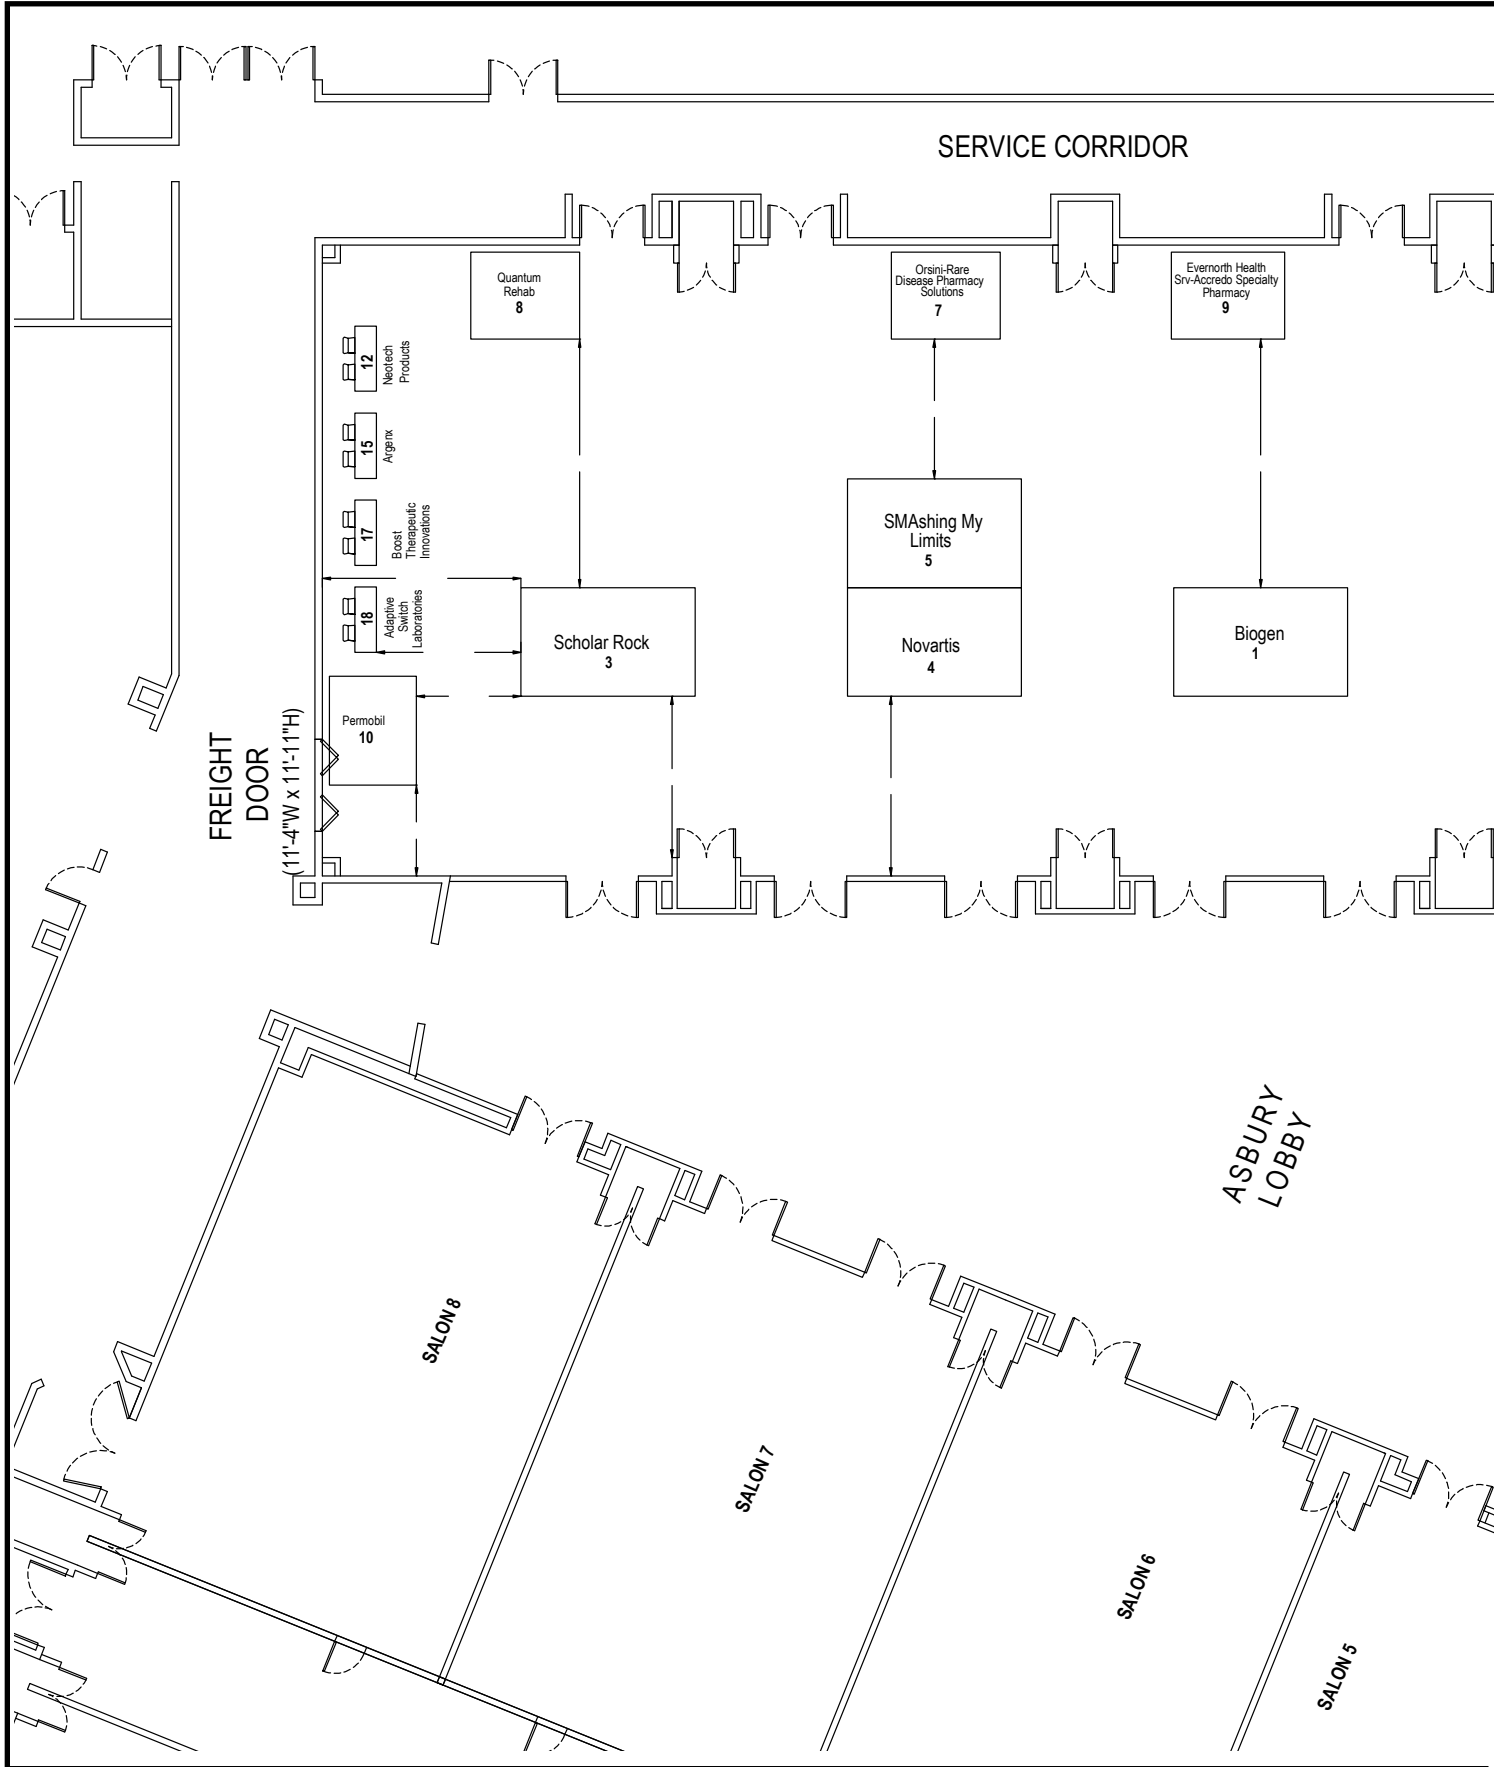 SERVICE CORRIDOR
Quantum
Rehab
8
Orsini-Rare
Disease Pharmacy
Solutions
7
Evernorth Health
Srv-Accredo Specialty
Pharmacy
9
12
Neotech
Products
15
Argenx
17
Boost
Therapeutic
Innovations
18
Adaptive
Switch
Laboratories
SMAshing My
Limits
5
Scholar Rock
3
Novartis
4
Biogen
1
Permobil
10
FREIGHT
DOOR
(11'-4"W x 11'-11"H)
ASBURY
LOBBY
SALON 8
SALON 7
SALON 6
SALON 5